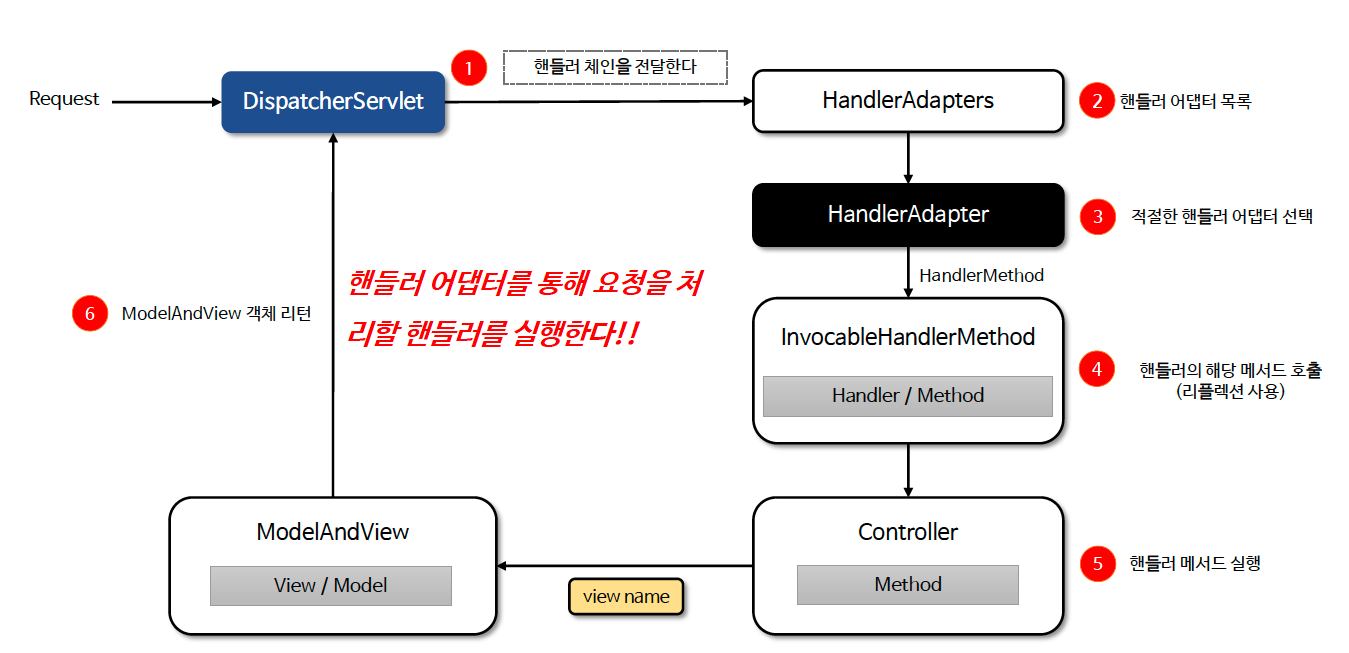 Request
DispatcherServlet
1
핸들러 체인을 전달한다
HandlerAdapters
2
핸들러 어댑터 목록
HandlerAdapter
3
적절한 핸들러 어댑터 선택
HandlerMethod
핸들러 어댑터를 통해 요청을 처
리할 핸들러를 실행한다!!
6
ModelAndView 객체 리턴
InvocableHandlerMethod
Handler / Method
4
핸들러의 해당 메서드 호출
(리플렉션 사용)
ModelAndView
View / Model
view name
Controller
Method
5
핸들러 메서드 실행